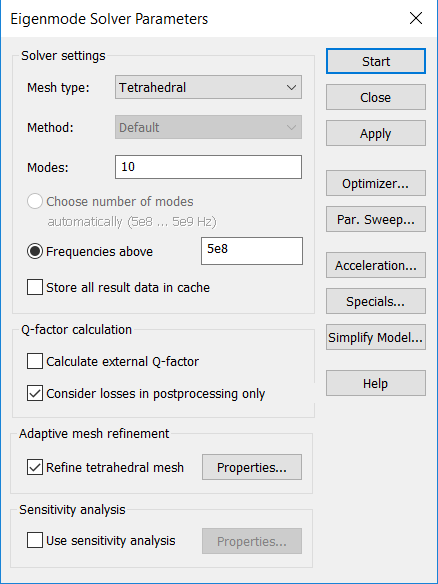 Eigenmode Solver Parameters
Solver settings
Mesh type: Tetrahedral
Method: Default
Modes: 10
Choose number of modes
automatically (5e8 ... 5e9 Hz)
Frequencies above 5e8
Store all result data in cache
Q-factor calculation
Calculate external Q-factor
Consider losses in postprocessing only
Adaptive mesh refinement
Refine tetrahedral mesh Properties...
Sensitivity analysis
Use sensitivity analysis Properties...
Start
Close
Apply
Optimizer...
Par. Sweep...
Acceleration...
Specials...
Simplify Model...
Help